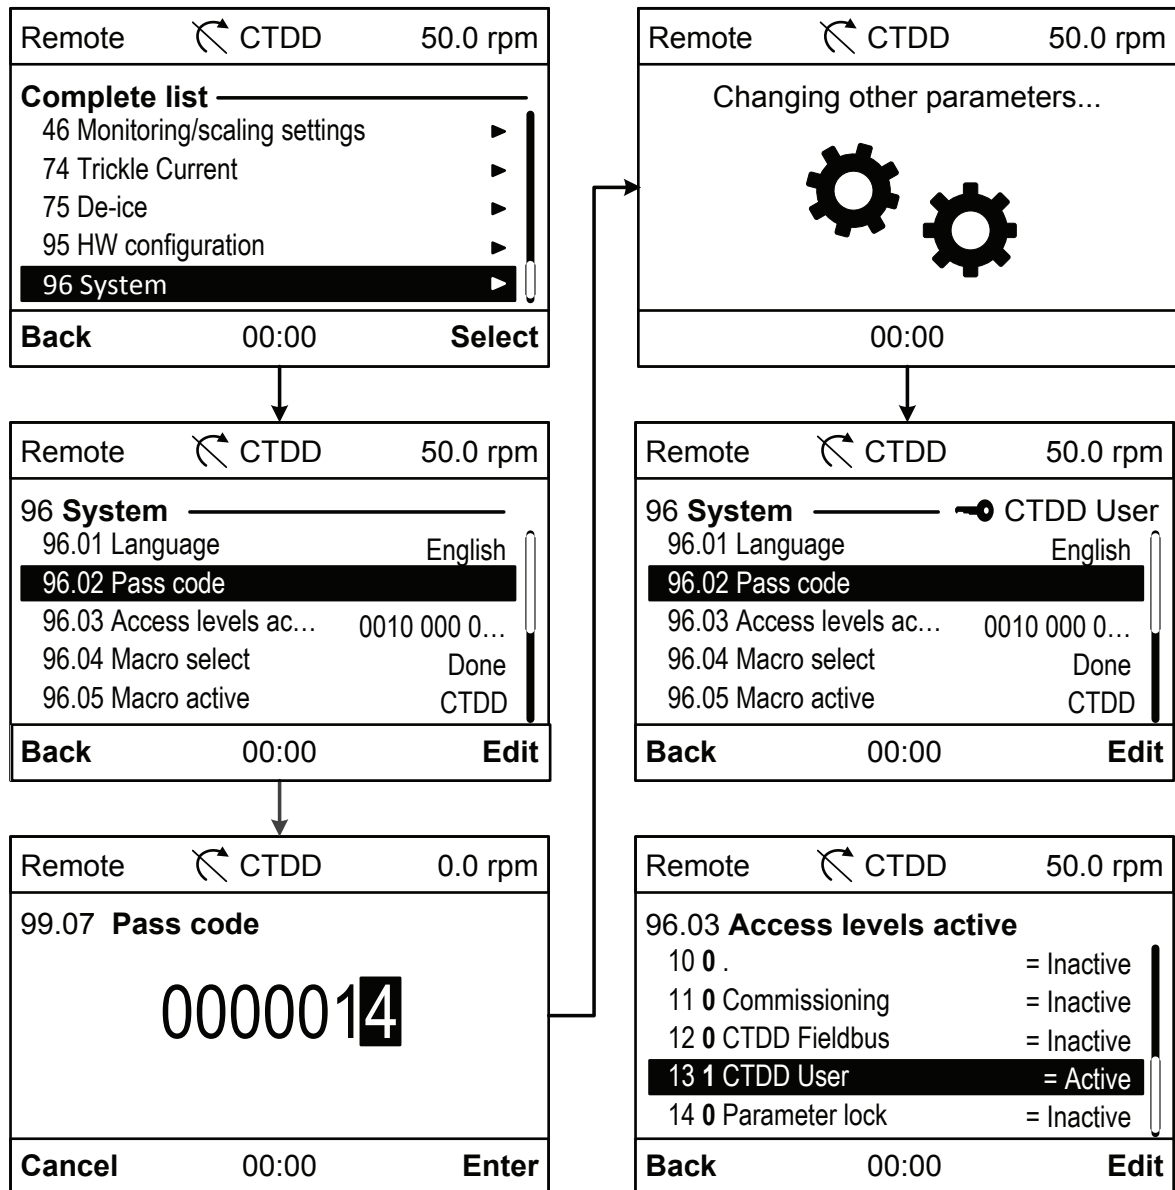 Remote CTDD 50.0 rpm
Complete list
46 Monitoring/scaling settings
74 Trickle Current
75 De-ice
95 HW configuration
96 System
Back 00:00 Select
Remote CTDD 50.0 rpm
96 System
96.01 Language English
96.02 Pass code
96.03 Access levels ac... 0010 000 0...
96.04 Macro select Done
96.05 Macro active CTDD
Back 00:00 Edit
Remote CTDD 0.0 rpm
99.07 Pass code
0000014
Cancel 00:00 Enter
Remote CTDD 50.0 rpm
Changing other parameters...
00:00
Remote CTDD 50.0 rpm
96 System CTDD User
96.01 Language English
96.02 Pass code
96.03 Access levels ac... 0010 000 0...
96.04 Macro select Done
96.05 Macro active CTDD
Back 00:00 Edit
Remote CTDD 50.0 rpm
96.03 Access levels active
10 0 . = Inactive
11 0 Commissioning = Inactive
12 0 CTDD Fieldbus = Inactive
13 1 CTDD User = Active
14 0 Parameter lock = Inactive
Back 00:00 Edit